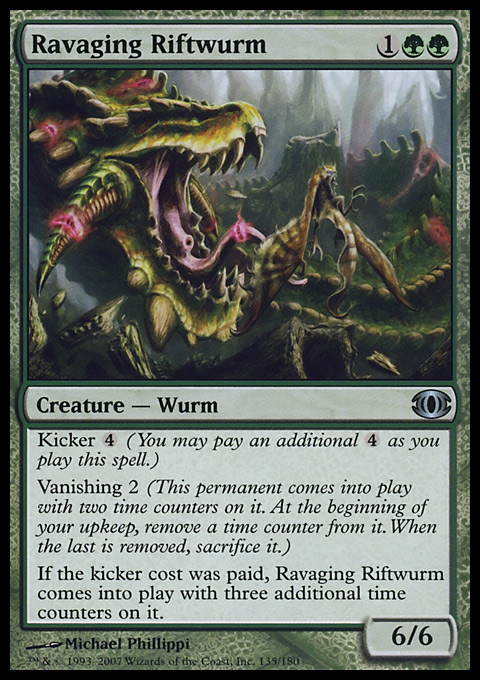 Ravaging Riftwurm 1
Creature — Wurm
Kicker 4 (You may pay an additional 4 as you
play this spell.)
Vanishing 2 (This permanent comes into play
with two time counters on it. At the beginning of
your upkeep, remove a time counter from it. When
the last is removed, sacrifice it.)
If the kicker cost was paid, Ravaging Riftwurm
comes into play with three additional time
counters on it.
6/6
Michael Phillippi
™ & © 1993–2007 Wizards of the Coast, Inc. 135/180